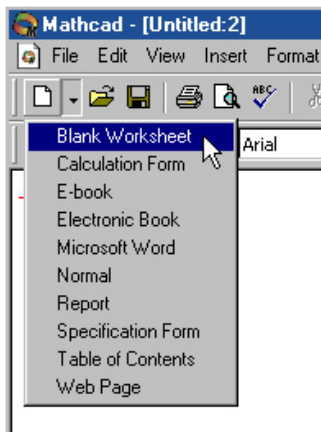 Mathcad - [Untitled:2]
File Edit View Insert Format
ABC
Arial
Blank Worksheet
Calculation Form
E-book
Electronic Book
Microsoft Word
Normal
Report
Specification Form
Table of Contents
Web Page